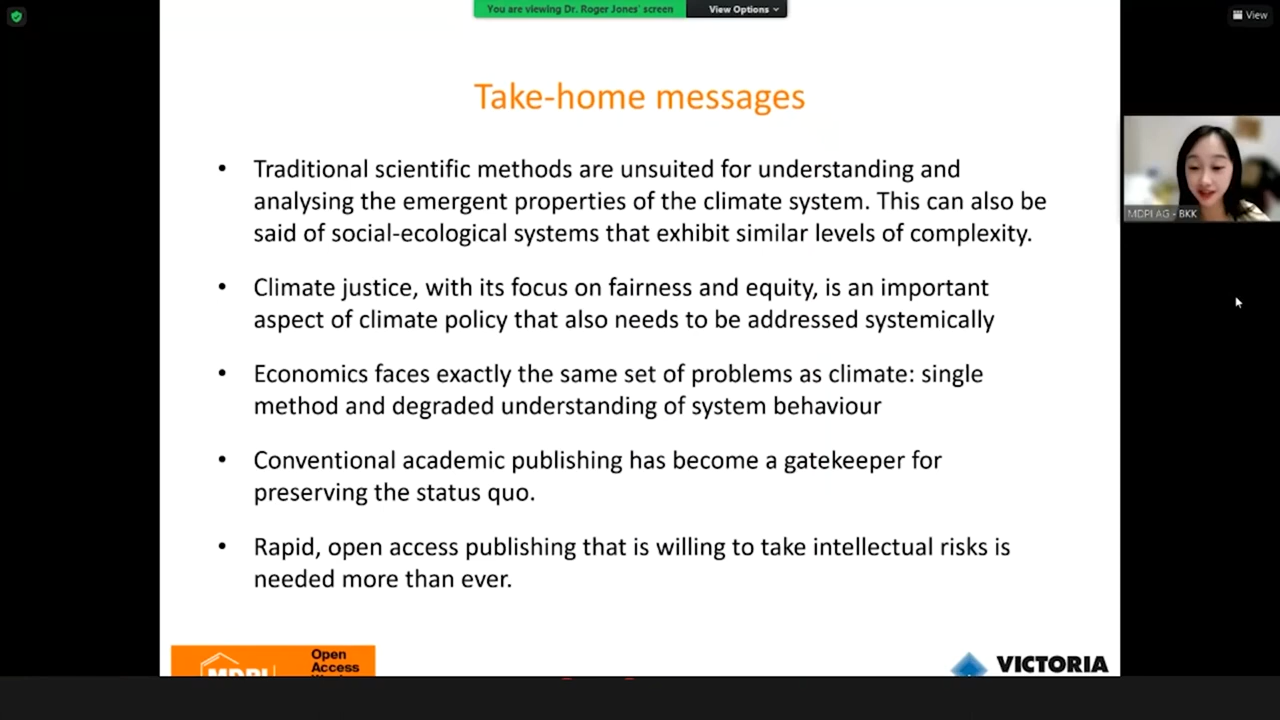 You are viewing Dr. Roger Jones' screen
View Options
View
Take-home messages
• Traditional scientific methods are unsuited for understanding and
analysing the emergent properties of the climate system. This can also be
said of social-ecological systems that exhibit similar levels of complexity.
• Climate justice, with its focus on fairness and equity, is an important
aspect of climate policy that also needs to be addressed systemically
• Economics faces exactly the same set of problems as climate: single
method and degraded understanding of system behaviour
• Conventional academic publishing has become a gatekeeper for
preserving the status quo.
• Rapid, open access publishing that is willing to take intellectual risks is
needed more than ever.
MDPI AG - BKK
MDPI
Open
Access
VICTORIA